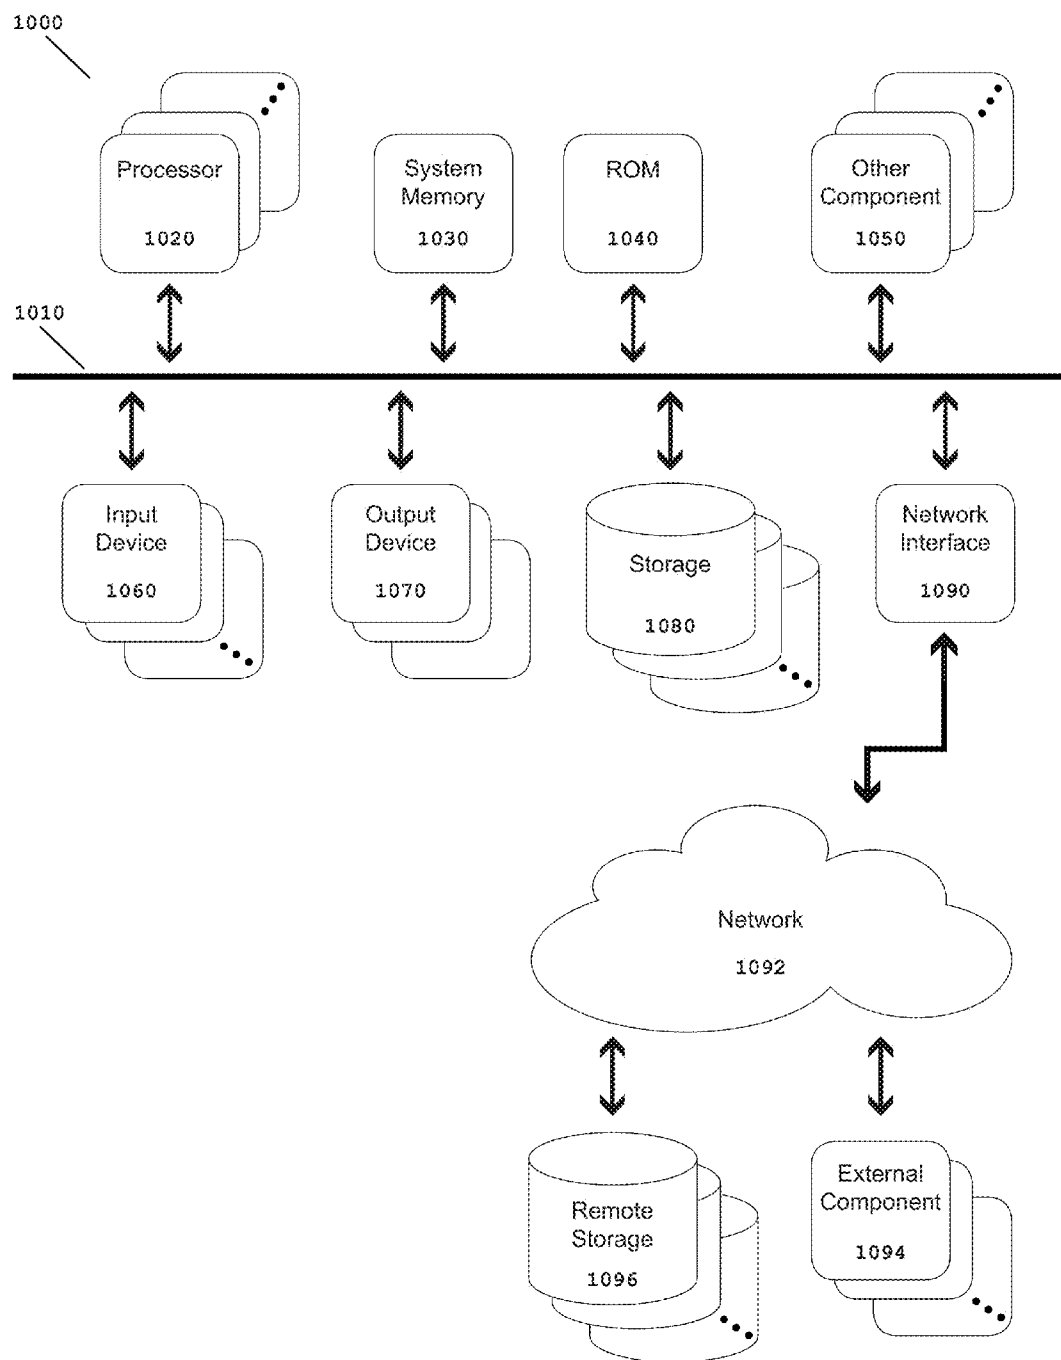 1000
Processor
1020
System
Memory
1030
ROM
1040
Other
Component
1050
1010
Input
Device
1060
Output
Device
1070
Storage
1080
Network
Interface
1090
Network
1092
Remote
Storage
1096
External
Component
1094